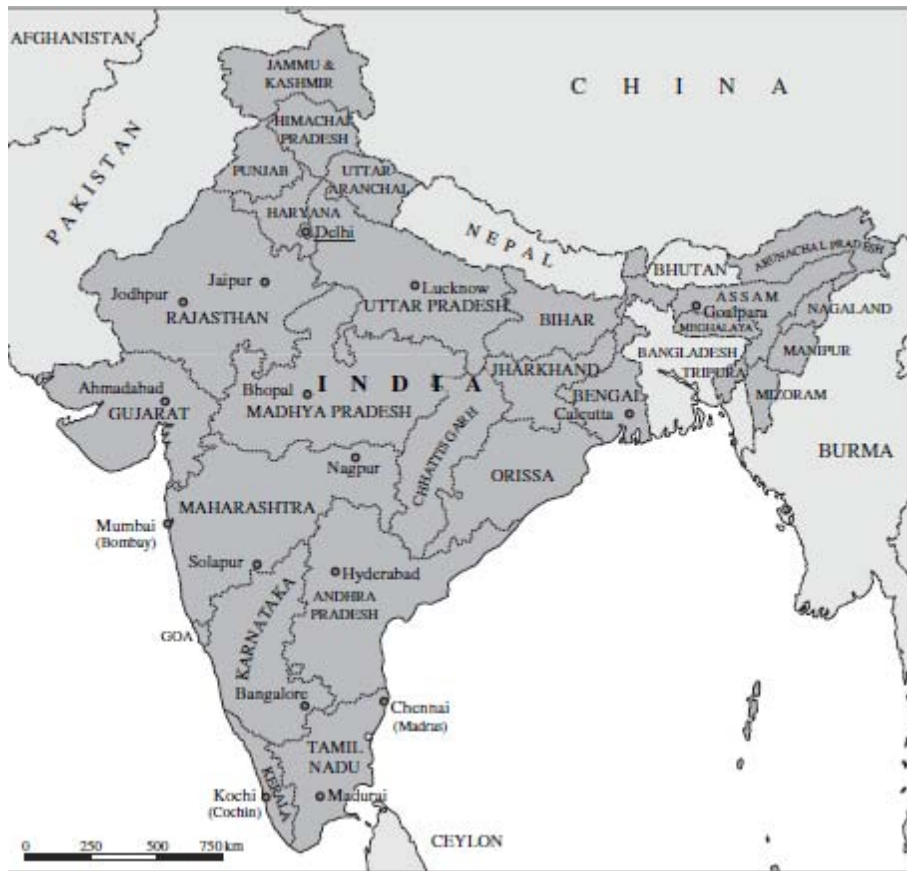 AFGHANISTAN
JAMMU &
KASHMIR
C H I N A
HIMACHAL
PRADESH
PAKISTAN
PUNJAB
UTTAR
ARANCHAL
HARYANA
Delhi
NEPAL
BHUTAN
ARUNACHAL PRADESH
Jaipur
Lucknow
Jodhpur
RAJASTHAN
UTTAR PRADESH
BIHAR
ASSAM
Goalpara
NAGALAND
MEGHALAYA
BANGLADESH
MANIPUR
TRIPURA
JHARKHAND
Ahmadabad
GUJARAT
Bhopal
I N D I A
MADHYA PRADESH
BENGAL
Calcutta
MIZORAM
CHHATTISGARH
Nagpur
ORISSA
BURMA
MAHARASHTRA
Mumbai
(Bombay)
Solapur
Hyderabad
ANDHRA
PRADESH
KARNATAKA
GOA
Bangalore
Chennai
(Madras)
TAMIL
NADU
KERALA
Kochi
(Cochin)
Madurai
CEYLON
0 250 500 750 km